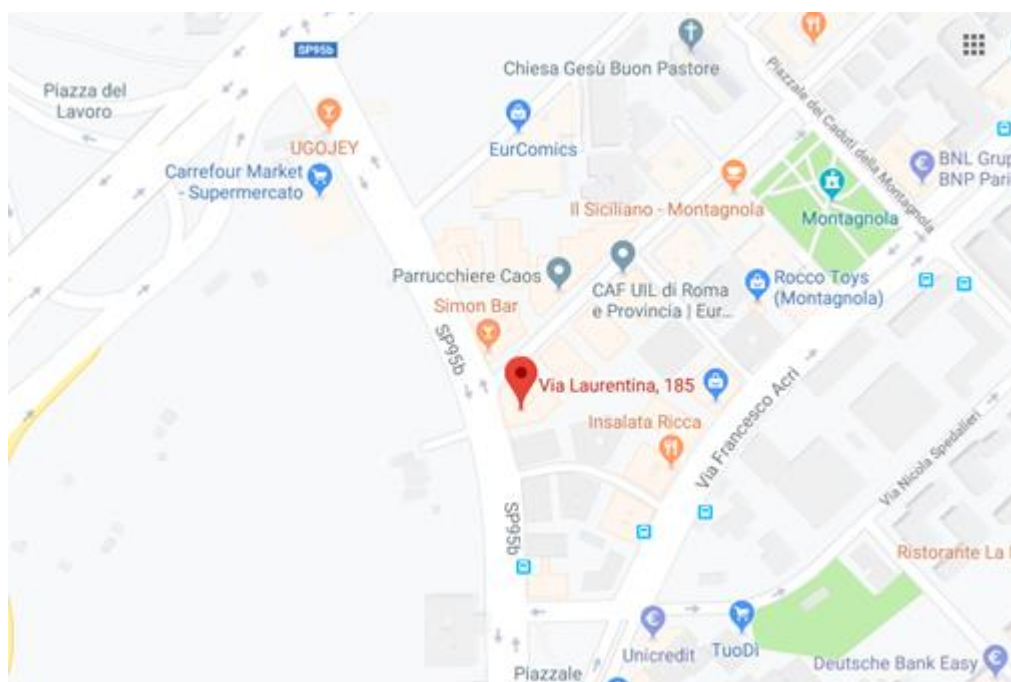 SP95b
Piazza del
Lavoro
UGOJEY
Carrefour Market
- Supermercato
Chiesa Gesù Buon Pastore
EurComics
Piazzale dei Caduti della Montagnola
BNL Grup
BNP Pari
Il Siciliano - Montagnola
Montagnola
Parrucchiere Caos
CAF UIL di Roma
e Provincia | Eur...
Rocco Toys
(Montagnola)
Simon Bar
SP95b
Via Laurentina, 185
Insalata Ricca
Via Francesco Acri
Via Nicola Spedalieri
SP95b
Ristorante La
Unicredit
TuoDì
Deutsche Bank Easy
Piazzale